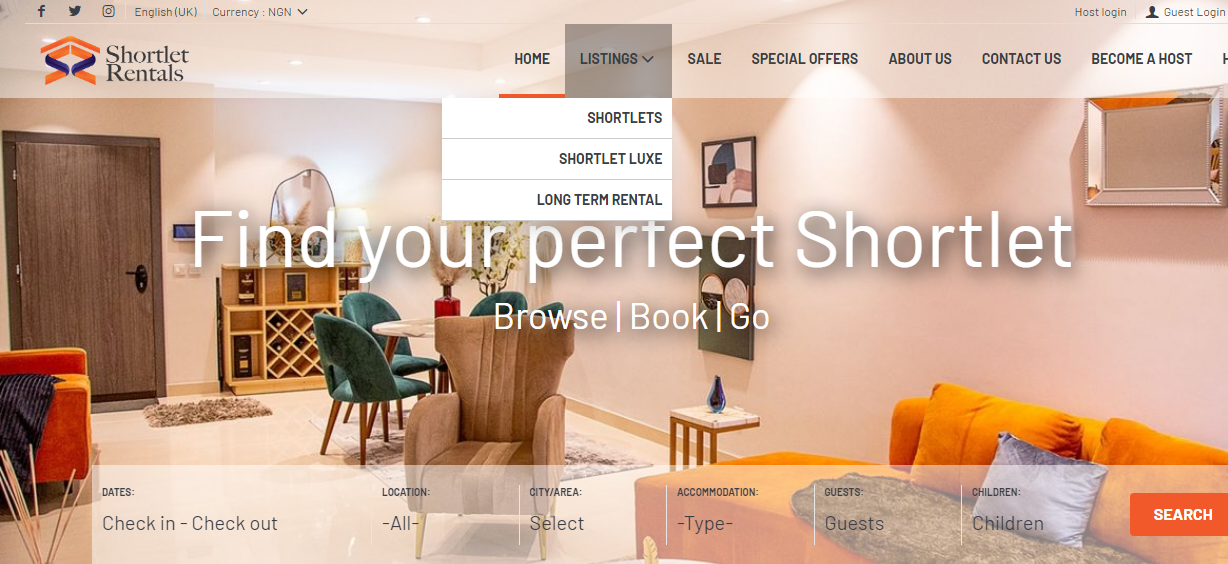 English (UK) Currency : NGN
Host login Guest Login
Shortlet
Rentals
HOME LISTINGS SALE SPECIAL OFFERS ABOUT US CONTACT US BECOME A HOST
SHORTLETS
SHORTLET LUXE
LONG TERM RENTAL
Find your perfect Shortlet
Browse | Book | Go
DATES: LOCATION: CITY/AREA: ACCOMMODATION: GUESTS: CHILDREN:
Check in - Check out -All- Select -Type- Guests Children
SEARCH